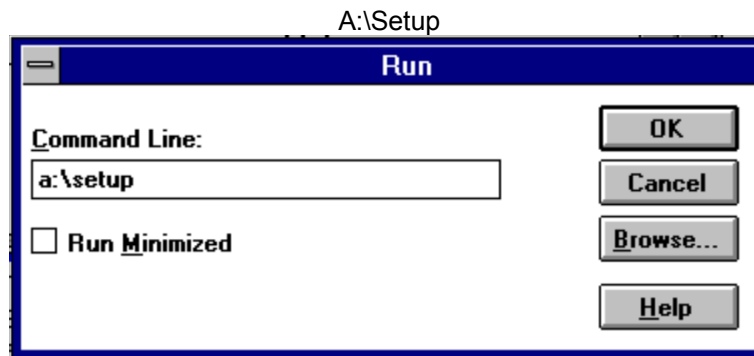 A:\Setup
Run
Command Line:
a:\setup
Run Minimized
OK
Cancel
Browse...
Help